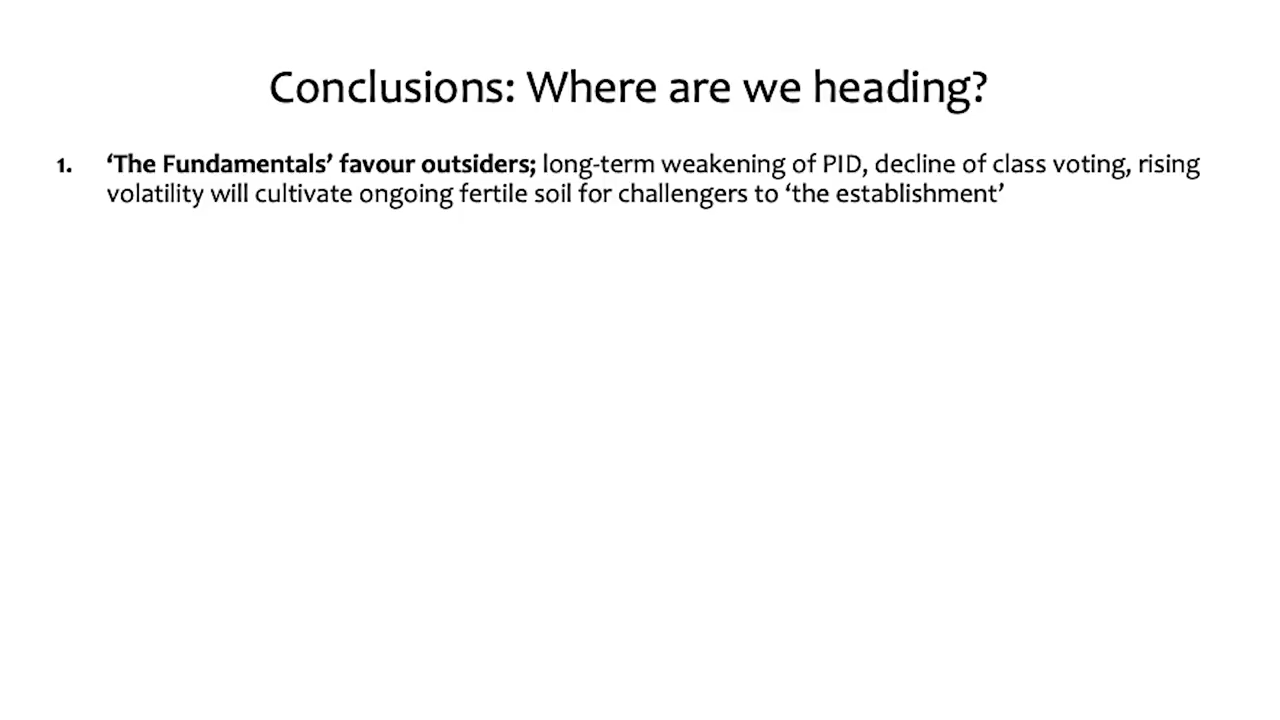 Conclusions: Where are we heading?
1. ‘The Fundamentals’ favour outsiders; long-term weakening of PID, decline of class voting, rising
volatility will cultivate ongoing fertile soil for challengers to ‘the establishment’